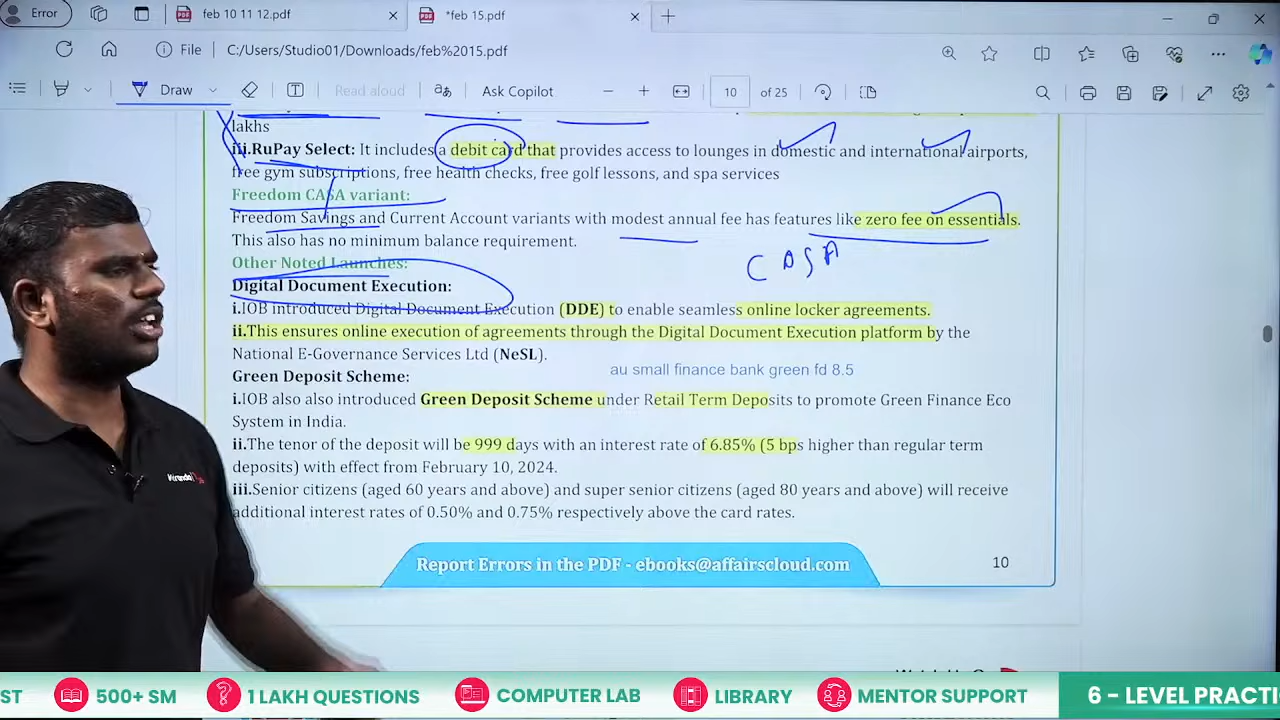 Error
feb 10 11 12.pdf
*feb 15.pdf
File
C:/Users/Studio01/Downloads/feb%2015.pdf
Draw
Read aloud
Ask Copilot
10 of 25
lakhs
iii.RuPay Select: It includes a debit card that provides access to lounges in domestic and international airports,
free gym subscriptions, free health checks, free golf lessons, and spa services
Freedom CASA variant:
Freedom Savings and Current Account variants with modest annual fee has features like zero fee on essentials.
This also has no minimum balance requirement.
CASA
Other Noted Launches:
Digital Document Execution:
i.IOB introduced Digital Document Execution (DDE) to enable seamless online locker agreements.
ii.This ensures online execution of agreements through the Digital Document Execution platform by the
National E-Governance Services Ltd (NeSL).
au small finance bank green fd 8.5
Green Deposit Scheme:
i.IOB also also introduced Green Deposit Scheme under Retail Term Deposits to promote Green Finance Eco
System in India.
ii.The tenor of the deposit will be 999 days with an interest rate of 6.85% (5 bps higher than regular term
deposits) with effect from February 10, 2024.
iii.Senior citizens (aged 60 years and above) and super senior citizens (aged 80 years and above) will receive
additional interest rates of 0.50% and 0.75% respectively above the card rates.
Report Errors in the PDF - ebooks@affairscloud.com
10
ST
500+ SM
1 LAKH QUESTIONS
COMPUTER LAB
LIBRARY
MENTOR SUPPORT
6 - LEVEL PRACTI